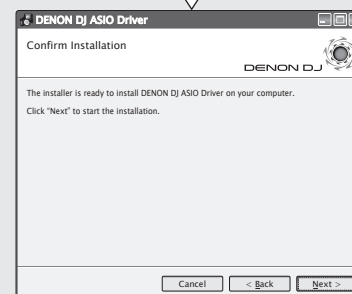 DENON DJ ASIO Driver
Confirm Installation
DENON DJ
The installer is ready to install DENON DJ ASIO Driver on your computer.
Click "Next" to start the installation.
Cancel
< Back
Next >